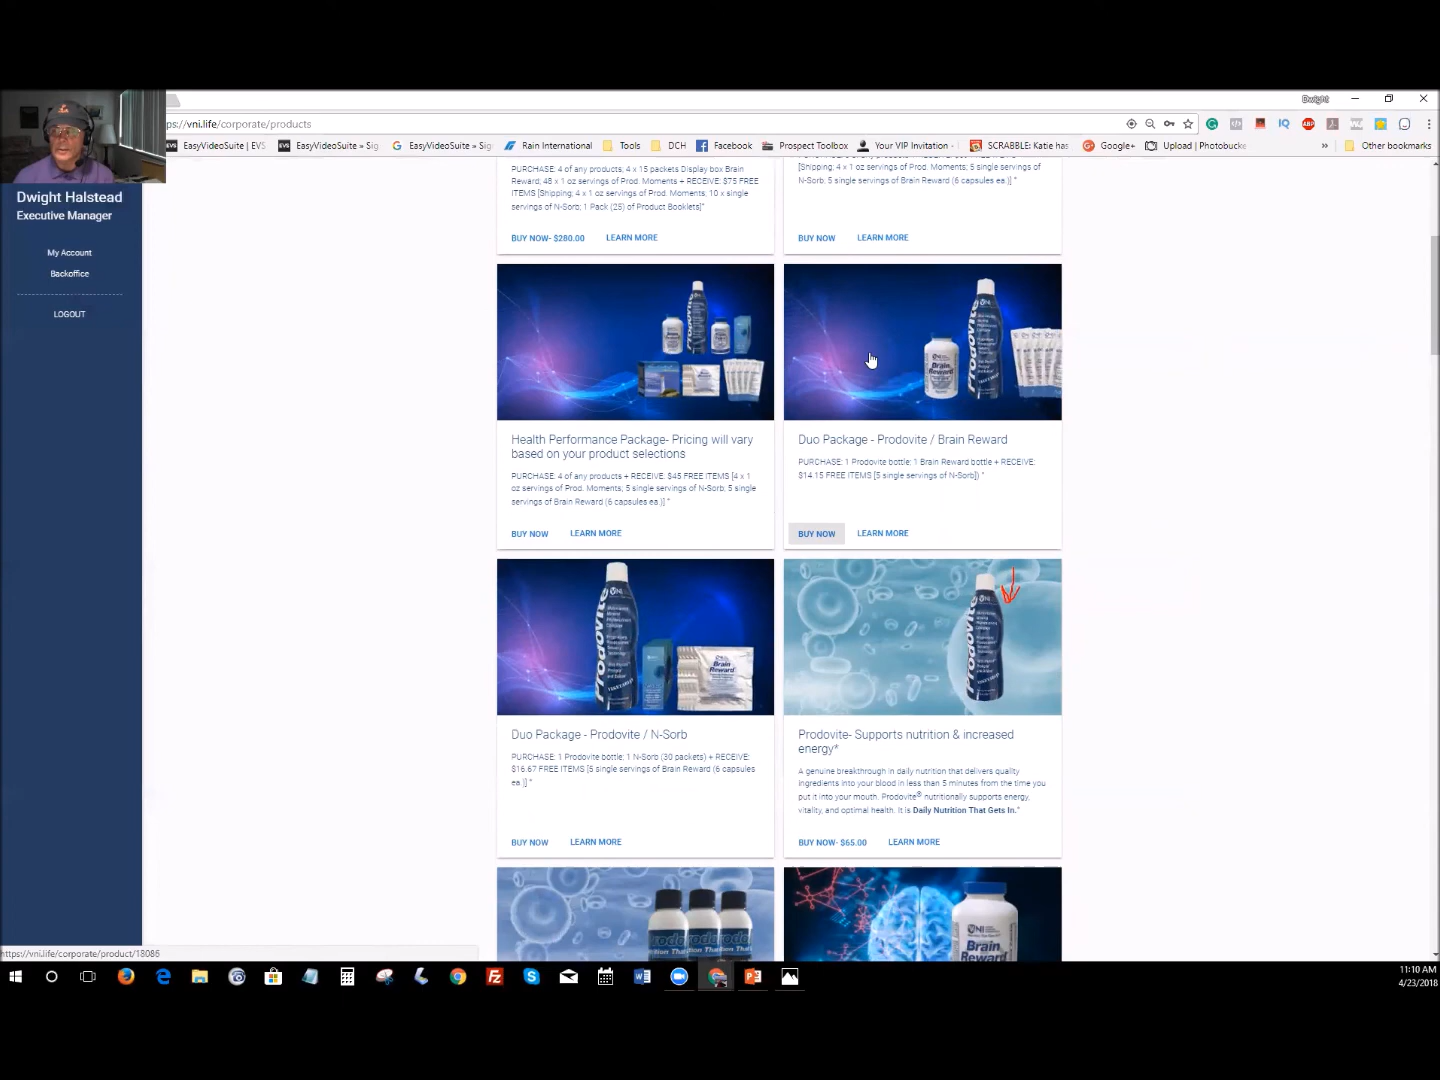 Dwight
ps://vni.life/corporate/products
EasyVideoSuite | EVS
EasyVideoSuite » Sig
EasyVideoSuite » Sig
Rain International
Tools
DCH
Facebook
Prospect Toolbox
Your VIP Invitation -
SCRABBLE: Katie has
Google+
Upload | Photobucke
»
Other bookmarks
Dwight Halstead
Executive Manager
My Account
Backoffice
LOGOUT
PURCHASE: 4 of any products, 4 x 15 packets Display box Brain
Reward, 48 x 1 oz servings of Prod. Moments + RECEIVE: $75 FREE
ITEMS [Shipping; 4 x 1 oz servings of Prod. Moments, 10 x single
servings of N-Sorb; 1 Pack (25) of Product Booklets]*
BUY NOW- $280.00
LEARN MORE
[Shipping; 4 x 1 oz servings of Prod. Moments; 5 single servings of
N-Sorb; 5 single servings of Brain Reward (6 capsules ea.)] *
BUY NOW
LEARN MORE
Health Performance Package- Pricing will vary
based on your product selections
PURCHASE: 4 of any products + RECEIVE: $45 FREE ITEMS [4 x 1
oz servings of Prod. Moments; 5 single servings of N-Sorb; 5 single
servings of Brain Reward (6 capsules ea.)] *
BUY NOW
LEARN MORE
VNI
Brain
Reward
Prodovite
Duo Package - Prodovite / Brain Reward
PURCHASE: 1 Prodovite bottle; 1 Brain Reward bottle + RECEIVE:
$14.15 FREE ITEMS [5 single servings of N-Sorb]) *
BUY NOW
LEARN MORE
Prodovite
Brain
Reward
Duo Package - Prodovite / N-Sorb
PURCHASE: 1 Prodovite bottle; 1 N-Sorb (30 packets) + RECEIVE:
$16.67 FREE ITEMS [5 single servings of Brain Reward (6 capsules
ea.)] *
BUY NOW
LEARN MORE
VNI
Prodovite
Prodovite- Supports nutrition & increased
energy*
A genuine breakthrough in daily nutrition that delivers quality
ingredients into your blood in less than 5 minutes from the time you
put it into your mouth. Prodovite® nutritionally supports energy,
vitality, and optimal health. It is Daily Nutrition That Gets In.*
BUY NOW- $65.00
LEARN MORE
VNI
Brain
Reward
https://vni.life/corporate/product/18086
11:10 AM
4/23/2018